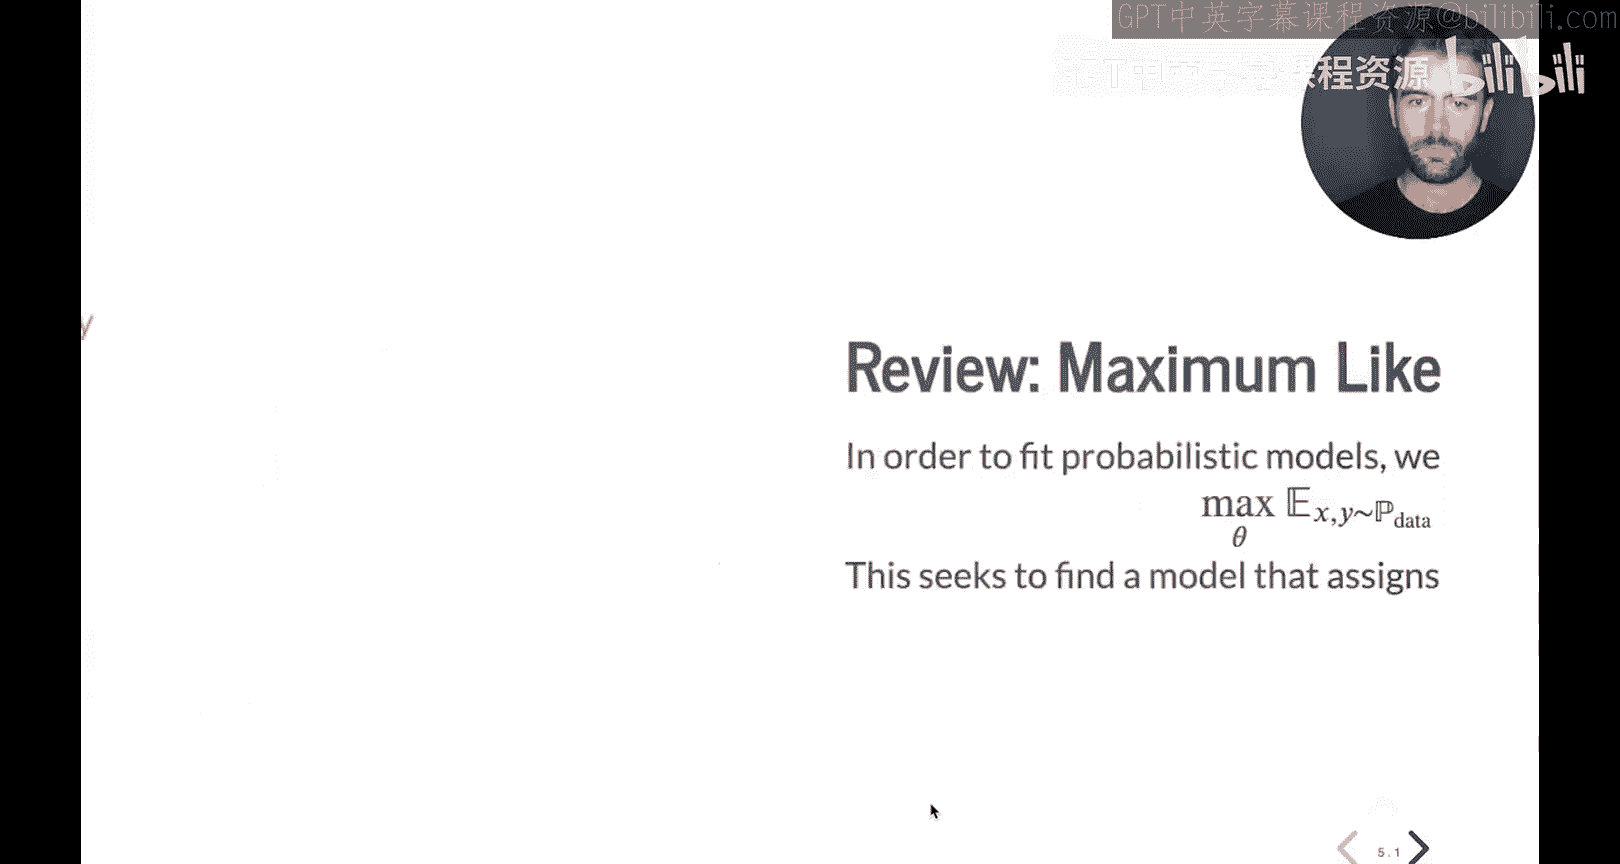 GPT中英字幕课程资源@bilibili.com
课程资源 bilibili
y
Review: Maximum Like
In order to fit probabilistic models, we
max 𝔼x,y~ℙdata
θ
This seeks to find a model that assigns
5.1